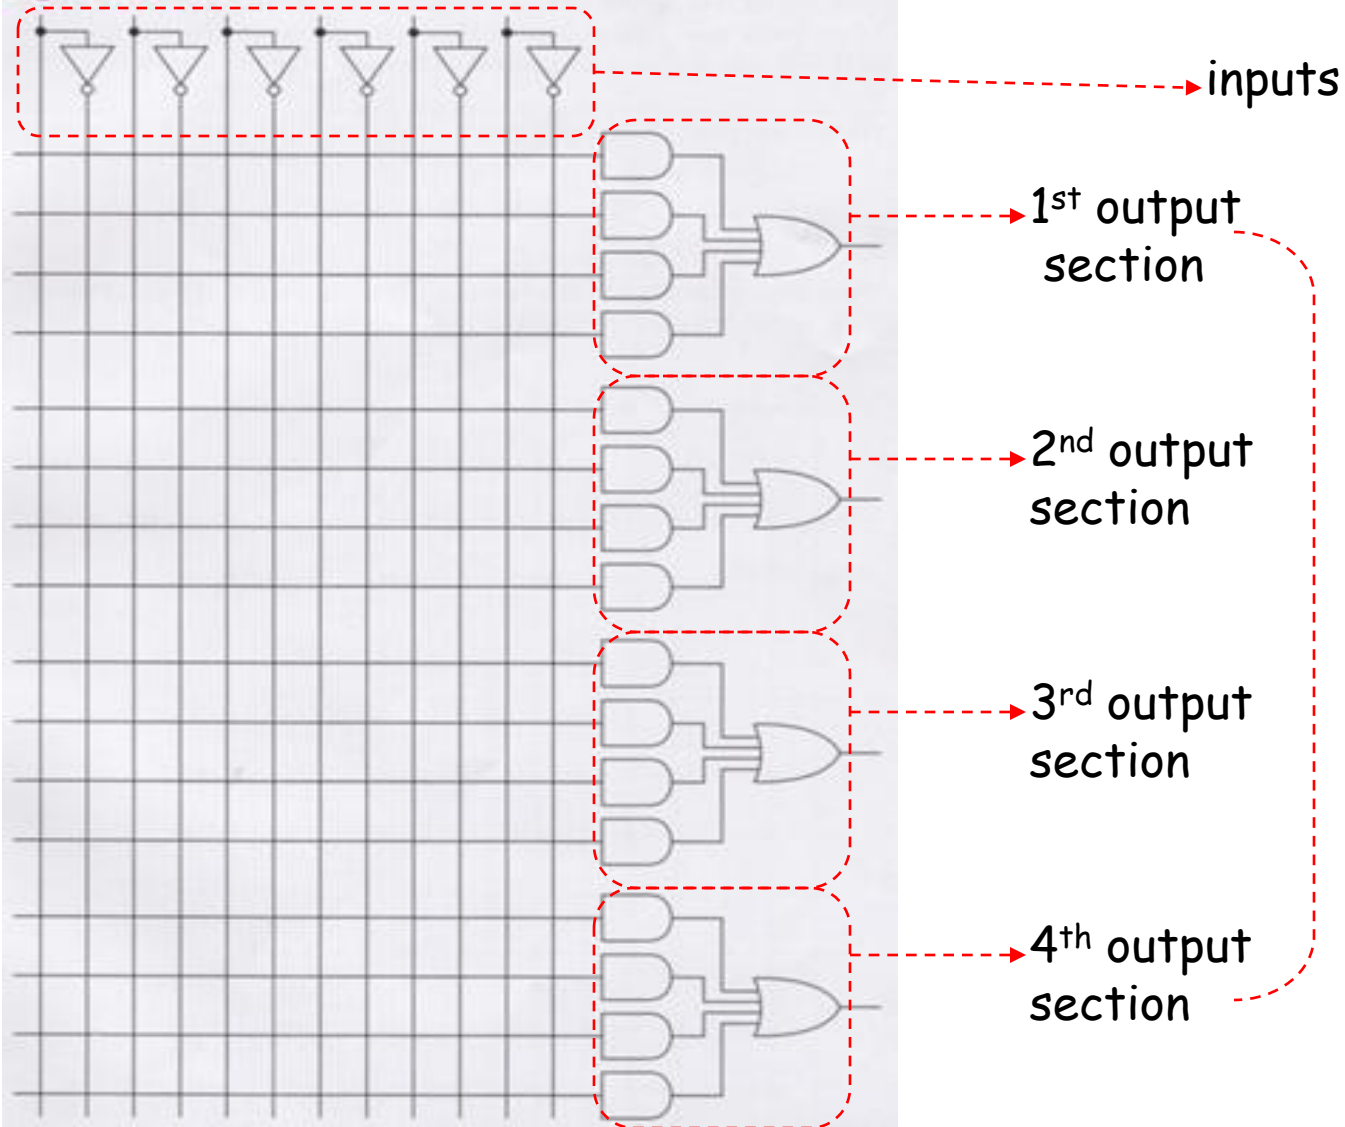 inputs
1st output
section
2nd output
section
3rd output
section
4th output
section